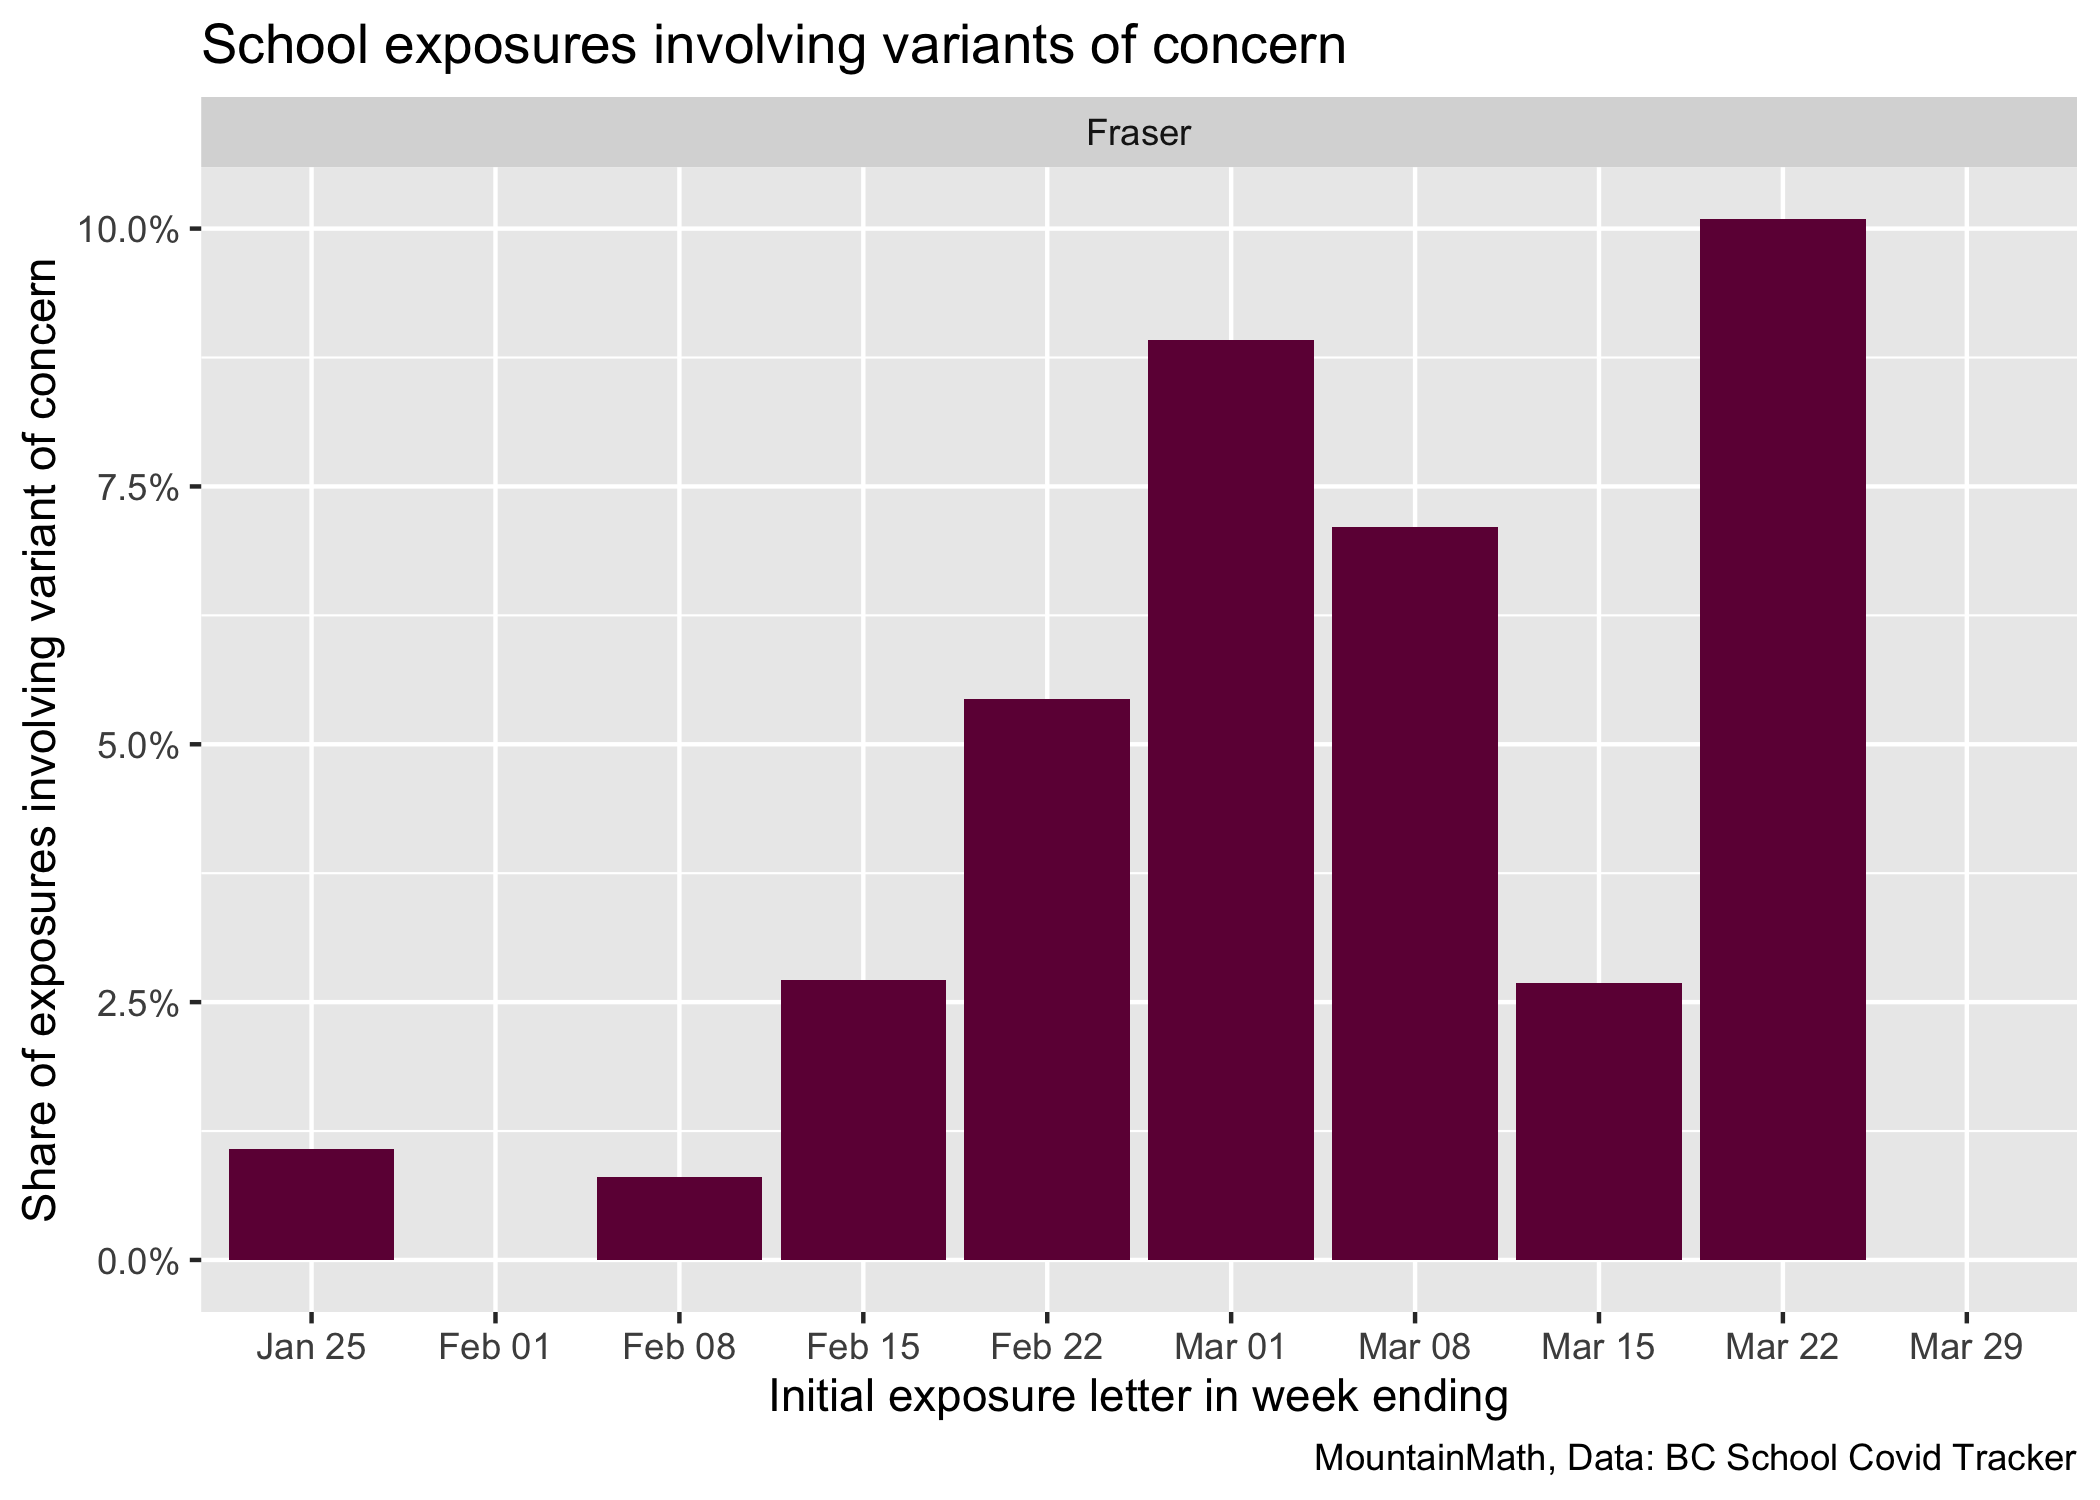 School exposures involving variants of concern
Fraser
Share of exposures involving variant of concern
10.0%
7.5%
5.0%
2.5%
0.0%
Jan 25 Feb 01 Feb 08 Feb 15 Feb 22 Mar 01 Mar 08 Mar 15 Mar 22 Mar 29
Initial exposure letter in week ending
MountainMath, Data: BC School Covid Tracker